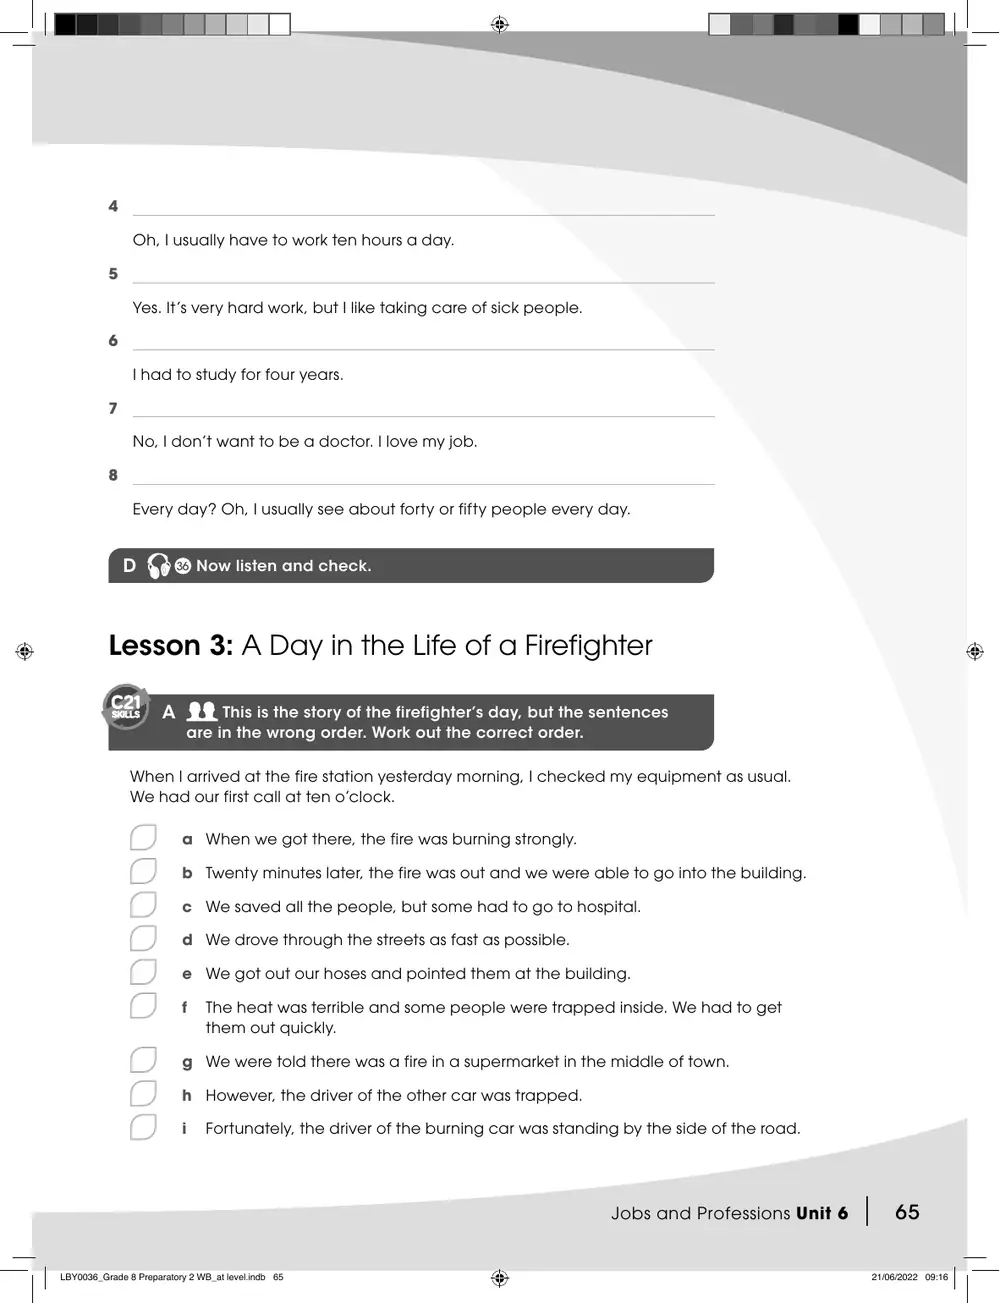 4
Oh, I usually have to work ten hours a day.
5
Yes. It's very hard work, but I like taking care of sick people.
6
I had to study for four years.
7
No, I don't want to be a doctor. I love my job.
8
Every day? Oh, I usually see about forty or fifty people every day.
D 36 Now listen and check.
Lesson 3: A Day in the Life of a Firefighter
C21
SKILLS
A This is the story of the firefighter's day, but the sentences
are in the wrong order. Work out the correct order.
When I arrived at the fire station yesterday morning, I checked my equipment as usual.
We had our first call at ten o'clock.
a When we got there, the fire was burning strongly.
b Twenty minutes later, the fire was out and we were able to go into the building.
c We saved all the people, but some had to go to hospital.
d We drove through the streets as fast as possible.
e We got out our hoses and pointed them at the building.
f The heat was terrible and some people were trapped inside. We had to get
them out quickly.
g We were told there was a fire in a supermarket in the middle of town.
h However, the driver of the other car was trapped.
i Fortunately, the driver of the burning car was standing by the side of the road.
Jobs and Professions Unit 6 65
LBY0036_Grade 8 Preparatory 2 WB_at level.indb 65
21/06/2022 09:16